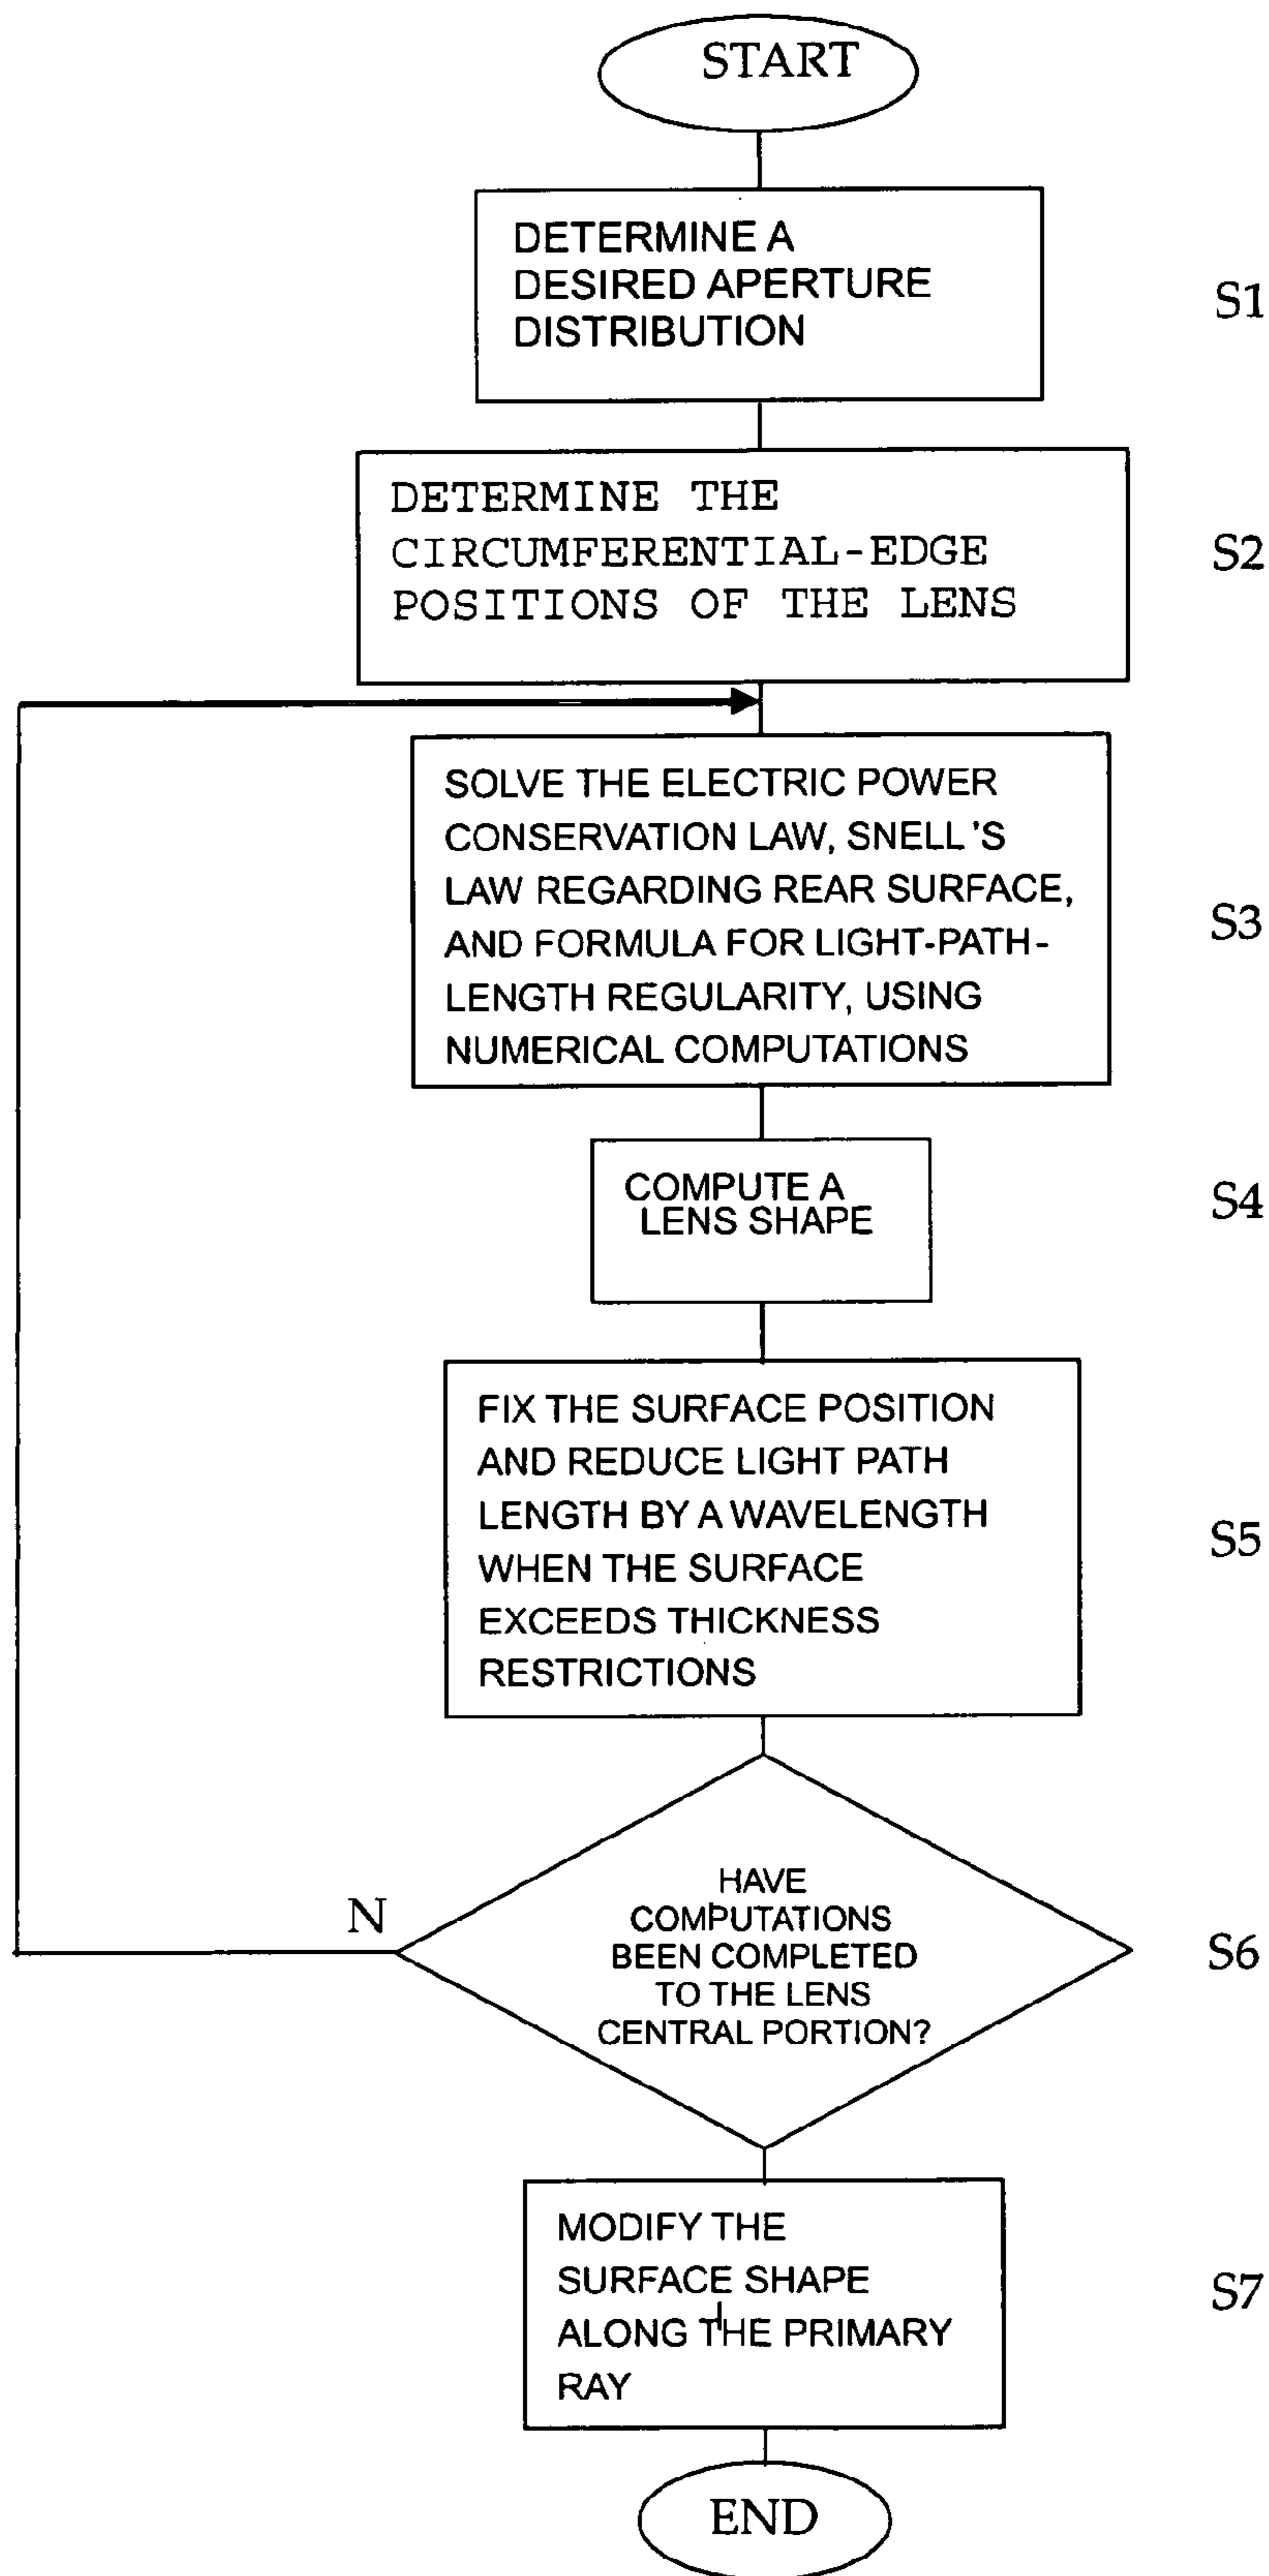 START
DETERMINE A
DESIRED APERTURE
DISTRIBUTION
S1
DETERMINE THE
CIRCUMFERENTIAL-EDGE
POSITIONS OF THE LENS
S2
SOLVE THE ELECTRIC POWER
CONSERVATION LAW, SNELL'S
LAW REGARDING REAR SURFACE,
AND FORMULA FOR LIGHT-PATH-
LENGTH REGULARITY, USING
NUMERICAL COMPUTATIONS
S3
COMPUTE A
LENS SHAPE
S4
FIX THE SURFACE POSITION
AND REDUCE LIGHT PATH
LENGTH BY A WAVELENGTH
WHEN THE SURFACE
EXCEEDS THICKNESS
RESTRICTIONS
S5
N
HAVE
COMPUTATIONS
BEEN COMPLETED
TO THE LENS
CENTRAL PORTION?
S6
MODIFY THE
SURFACE SHAPE
ALONG THE PRIMARY
RAY
S7
END